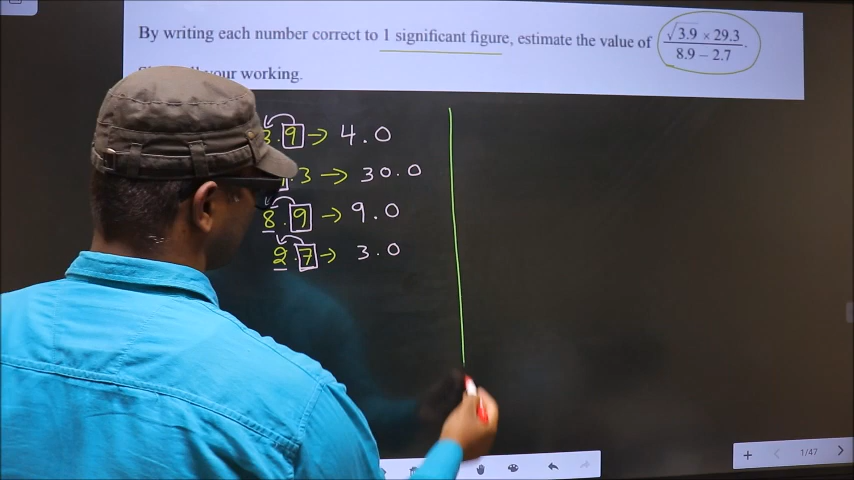 By writing each number correct to 1 significant figure, estimate the value of √3.9 × 29.3 / 8.9 – 2.7 .
your working.
3.9 → 4.0
.3 → 30.0
8.9 → 9.0
2.7 → 3.0
1/47